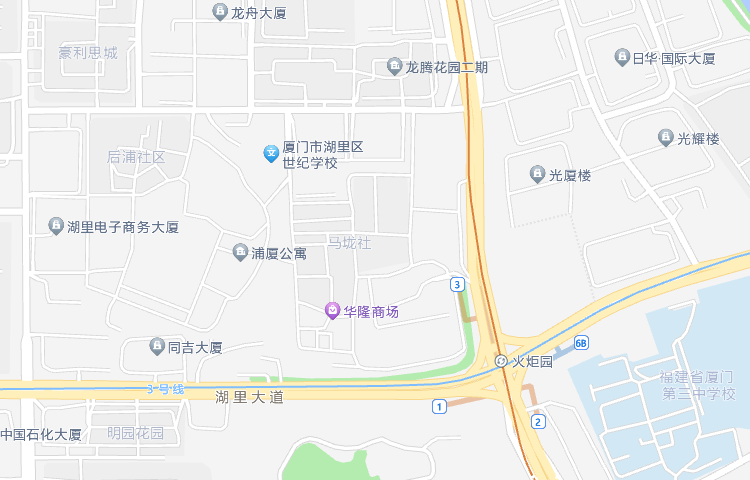 龙舟大厦
豪利思城
日华·国际大厦
龙腾花园二期
光耀楼
厦门市湖里区
世纪学校
后浦社区
光厦楼
湖里电子商务大厦
马垅社
浦厦公寓
3
华隆商场
6B
同吉大厦
火炬园
福建省厦门
第三中学校
3号线
湖里大道
1
2
中国石化大厦
明园花园